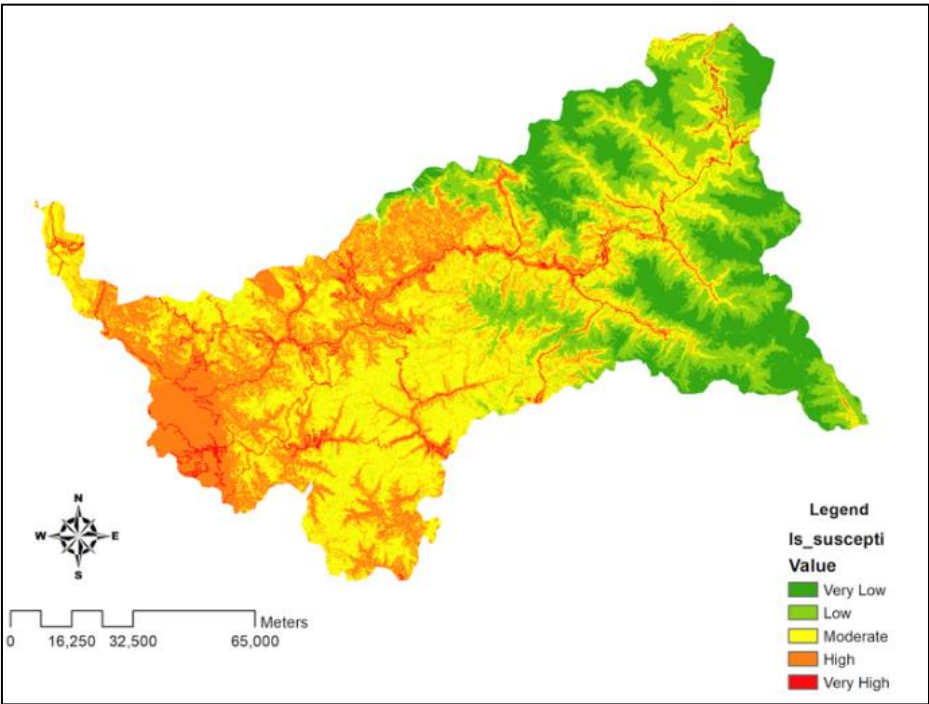 N
W E
S
Meters
0 16,250 32,500 65,000
Legend
ls_suscepti
Value
Very Low
Low
Moderate
High
Very High